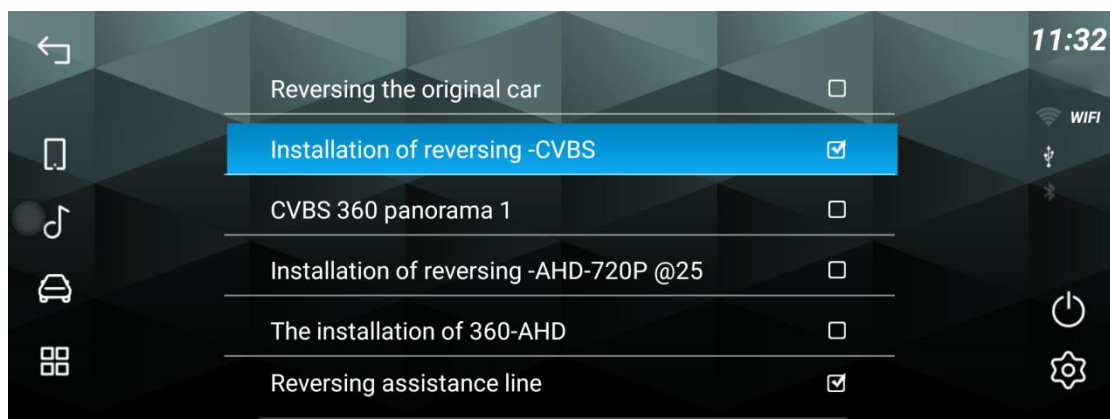 11:32
Reversing the original car
WIFI
Installation of reversing -CVBS
CVBS 360 panorama 1
Installation of reversing -AHD-720P @25
The installation of 360-AHD
Reversing assistance line